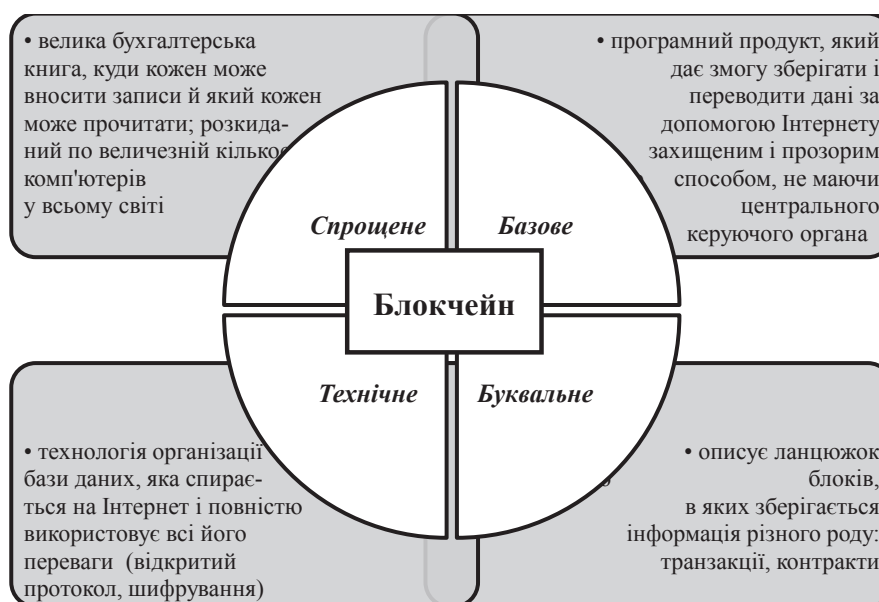 • велика бухгалтерська
книга, куди кожен може
вносити записи й який кожен
може прочитати; розкида-
ний по величезній
комп'ютерів
у всьому світі
• програмний продукт, який
дає змогу зберігати і
переводити дані за
допомогою Інтернету
захищеним і прозорим
способом, не маючи
центрального
керуючого органа
Спрощене
Базове
Блокчейн
Технічне
Буквальне
• технологія організації
бази даних, яка спирає-
ться на Інтернет і повністю
використовує всі його
переваги (відкритий
протокол, шифрування)
• описує ланцюжок
блоків,
в яких зберігається
інформація різного роду:
транзакції, контракти